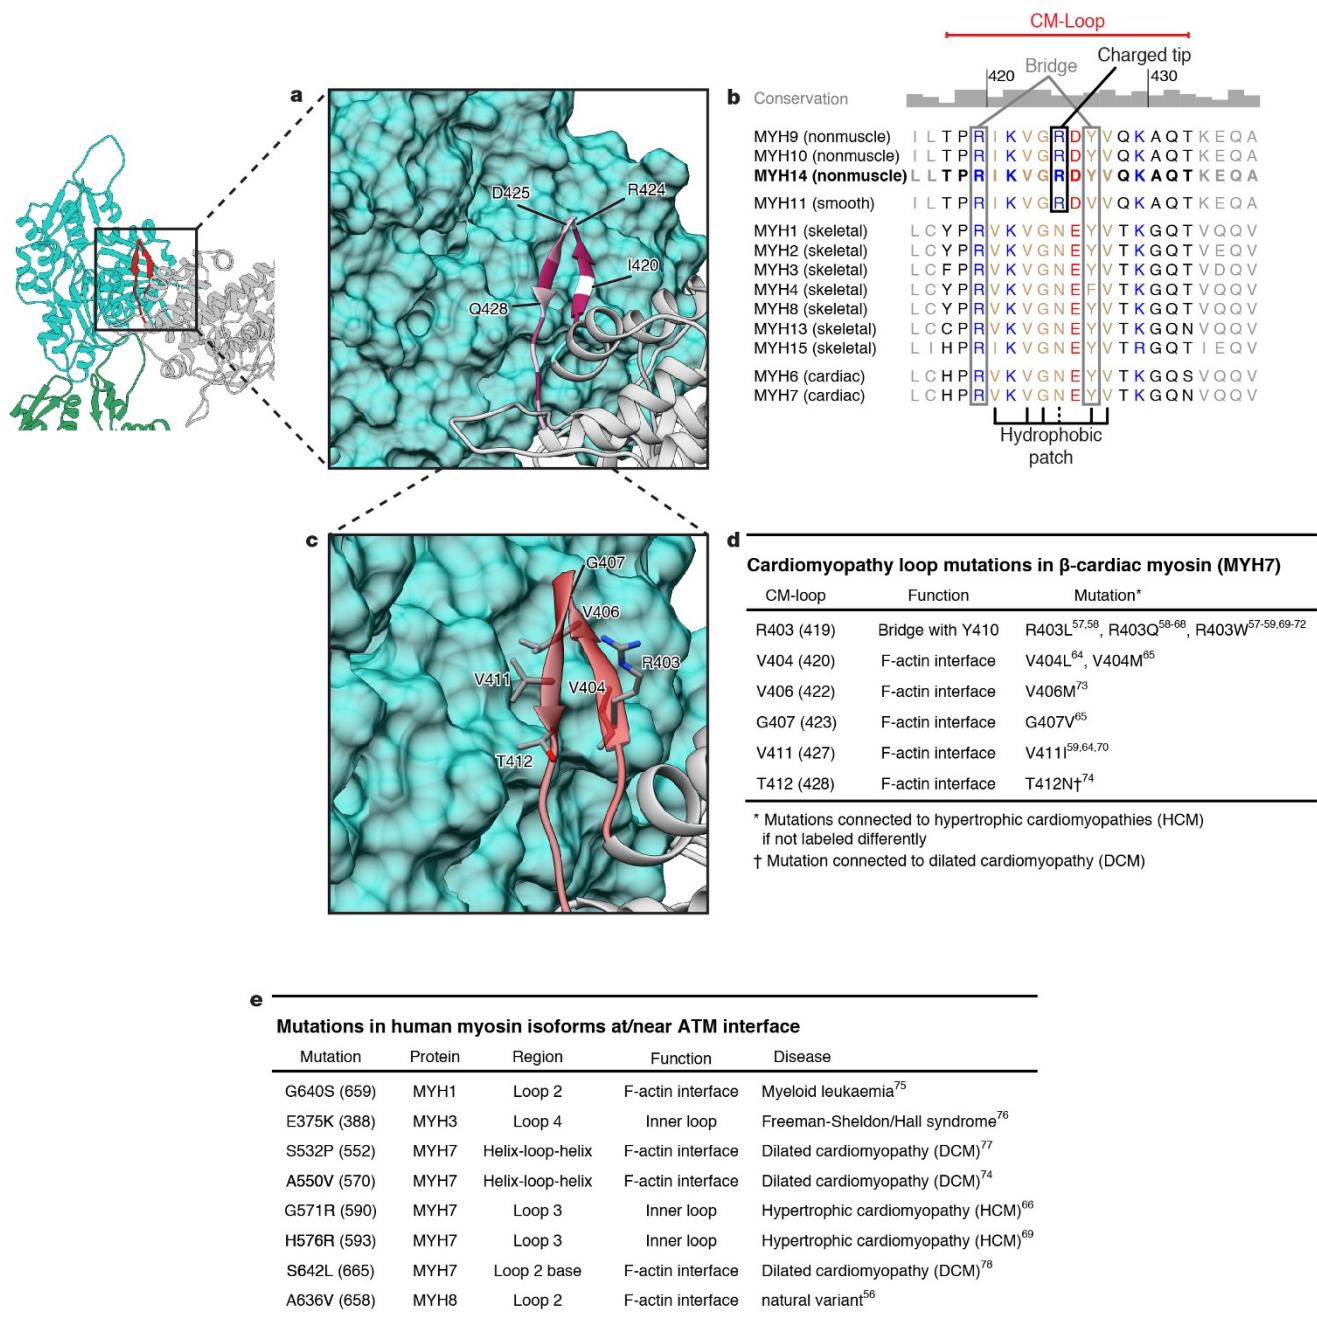 a
D425
R424
I420
Q428
b
CM-Loop
Charged tip
Bridge
420
430
Conservation
MYH9 (nonmuscle) I L T P R I K V G R D Y V Q K A Q T K E Q A
MYH10 (nonmuscle) I L T P R I K V G R D Y V Q K A Q T K E Q A
MYH14 (nonmuscle) L L T P R I K V G R D Y V Q K A Q T K E Q A
MYH11 (smooth) I L T P R I K V G R D Y V Q K A Q T K E Q A
MYH1 (skeletal) L C Y P R V K V G N E Y V T K G Q T V Q Q V
MYH2 (skeletal) L C Y P R V K V G N E Y V T K G Q T V Q Q V
MYH3 (skeletal) L C F P R V K V G N E Y V T K G Q T V D Q V
MYH4 (skeletal) L C Y P R V K V G N E F V T K G Q T V Q Q V
MYH8 (skeletal) L C Y P R V K V G N E Y V T K G Q T V Q Q V
MYH13 (skeletal) L C C P R V K V G N E Y V T K G Q N V Q Q V
MYH15 (skeletal) L I H P R I K V G N E Y V T R G Q T I E Q V
MYH6 (cardiac) L C H P R V K V G N E Y V T K G Q S V Q Q V
MYH7 (cardiac) L C H P R V K V G N E Y V T K G Q N V Q Q V
Hydrophobic
patch
c
G407
V406
R403
V411
V404
T412
d
Cardiomyopathy loop mutations in β-cardiac myosin (MYH7)
CM-loop Function Mutation*
R403 (419) Bridge with Y410 R403L57,58, R403Q58-68, R403W57-59,69-72
V404 (420) F-actin interface V404L64, V404M65
V406 (422) F-actin interface V406M73
G407 (423) F-actin interface G407V65
V411 (427) F-actin interface V411I59,64,70
T412 (428) F-actin interface T412N†74
* Mutations connected to hypertrophic cardiomyopathies (HCM)
if not labeled differently
† Mutation connected to dilated cardiomyopathy (DCM)
e
Mutations in human myosin isoforms at/near ATM interface
Mutation Protein Region Function Disease
G640S (659) MYH1 Loop 2 F-actin interface Myeloid leukaemia75
E375K (388) MYH3 Loop 4 Inner loop Freeman-Sheldon/Hall syndrome76
S532P (552) MYH7 Helix-loop-helix F-actin interface Dilated cardiomyopathy (DCM)77
A550V (570) MYH7 Helix-loop-helix F-actin interface Dilated cardiomyopathy (DCM)74
G571R (590) MYH7 Loop 3 Inner loop Hypertrophic cardiomyopathy (HCM)66
H576R (593) MYH7 Loop 3 Inner loop Hypertrophic cardiomyopathy (HCM)69
S642L (665) MYH7 Loop 2 base F-actin interface Dilated cardiomyopathy (DCM)78
A636V (658) MYH8 Loop 2 F-actin interface natural variant56